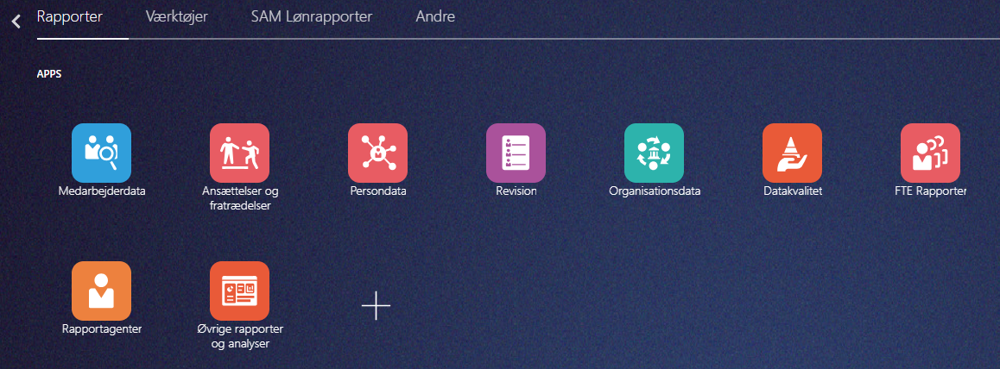 Rapporter Værktøjer SAM Lønrapporter Andre
APPS
Medarbejderdata Ansættelser og fratrædelser Persondata Revision Organisationsdata Datakvalitet FTE Rapporter
Rapportagenter Øvrige rapporter og analyser